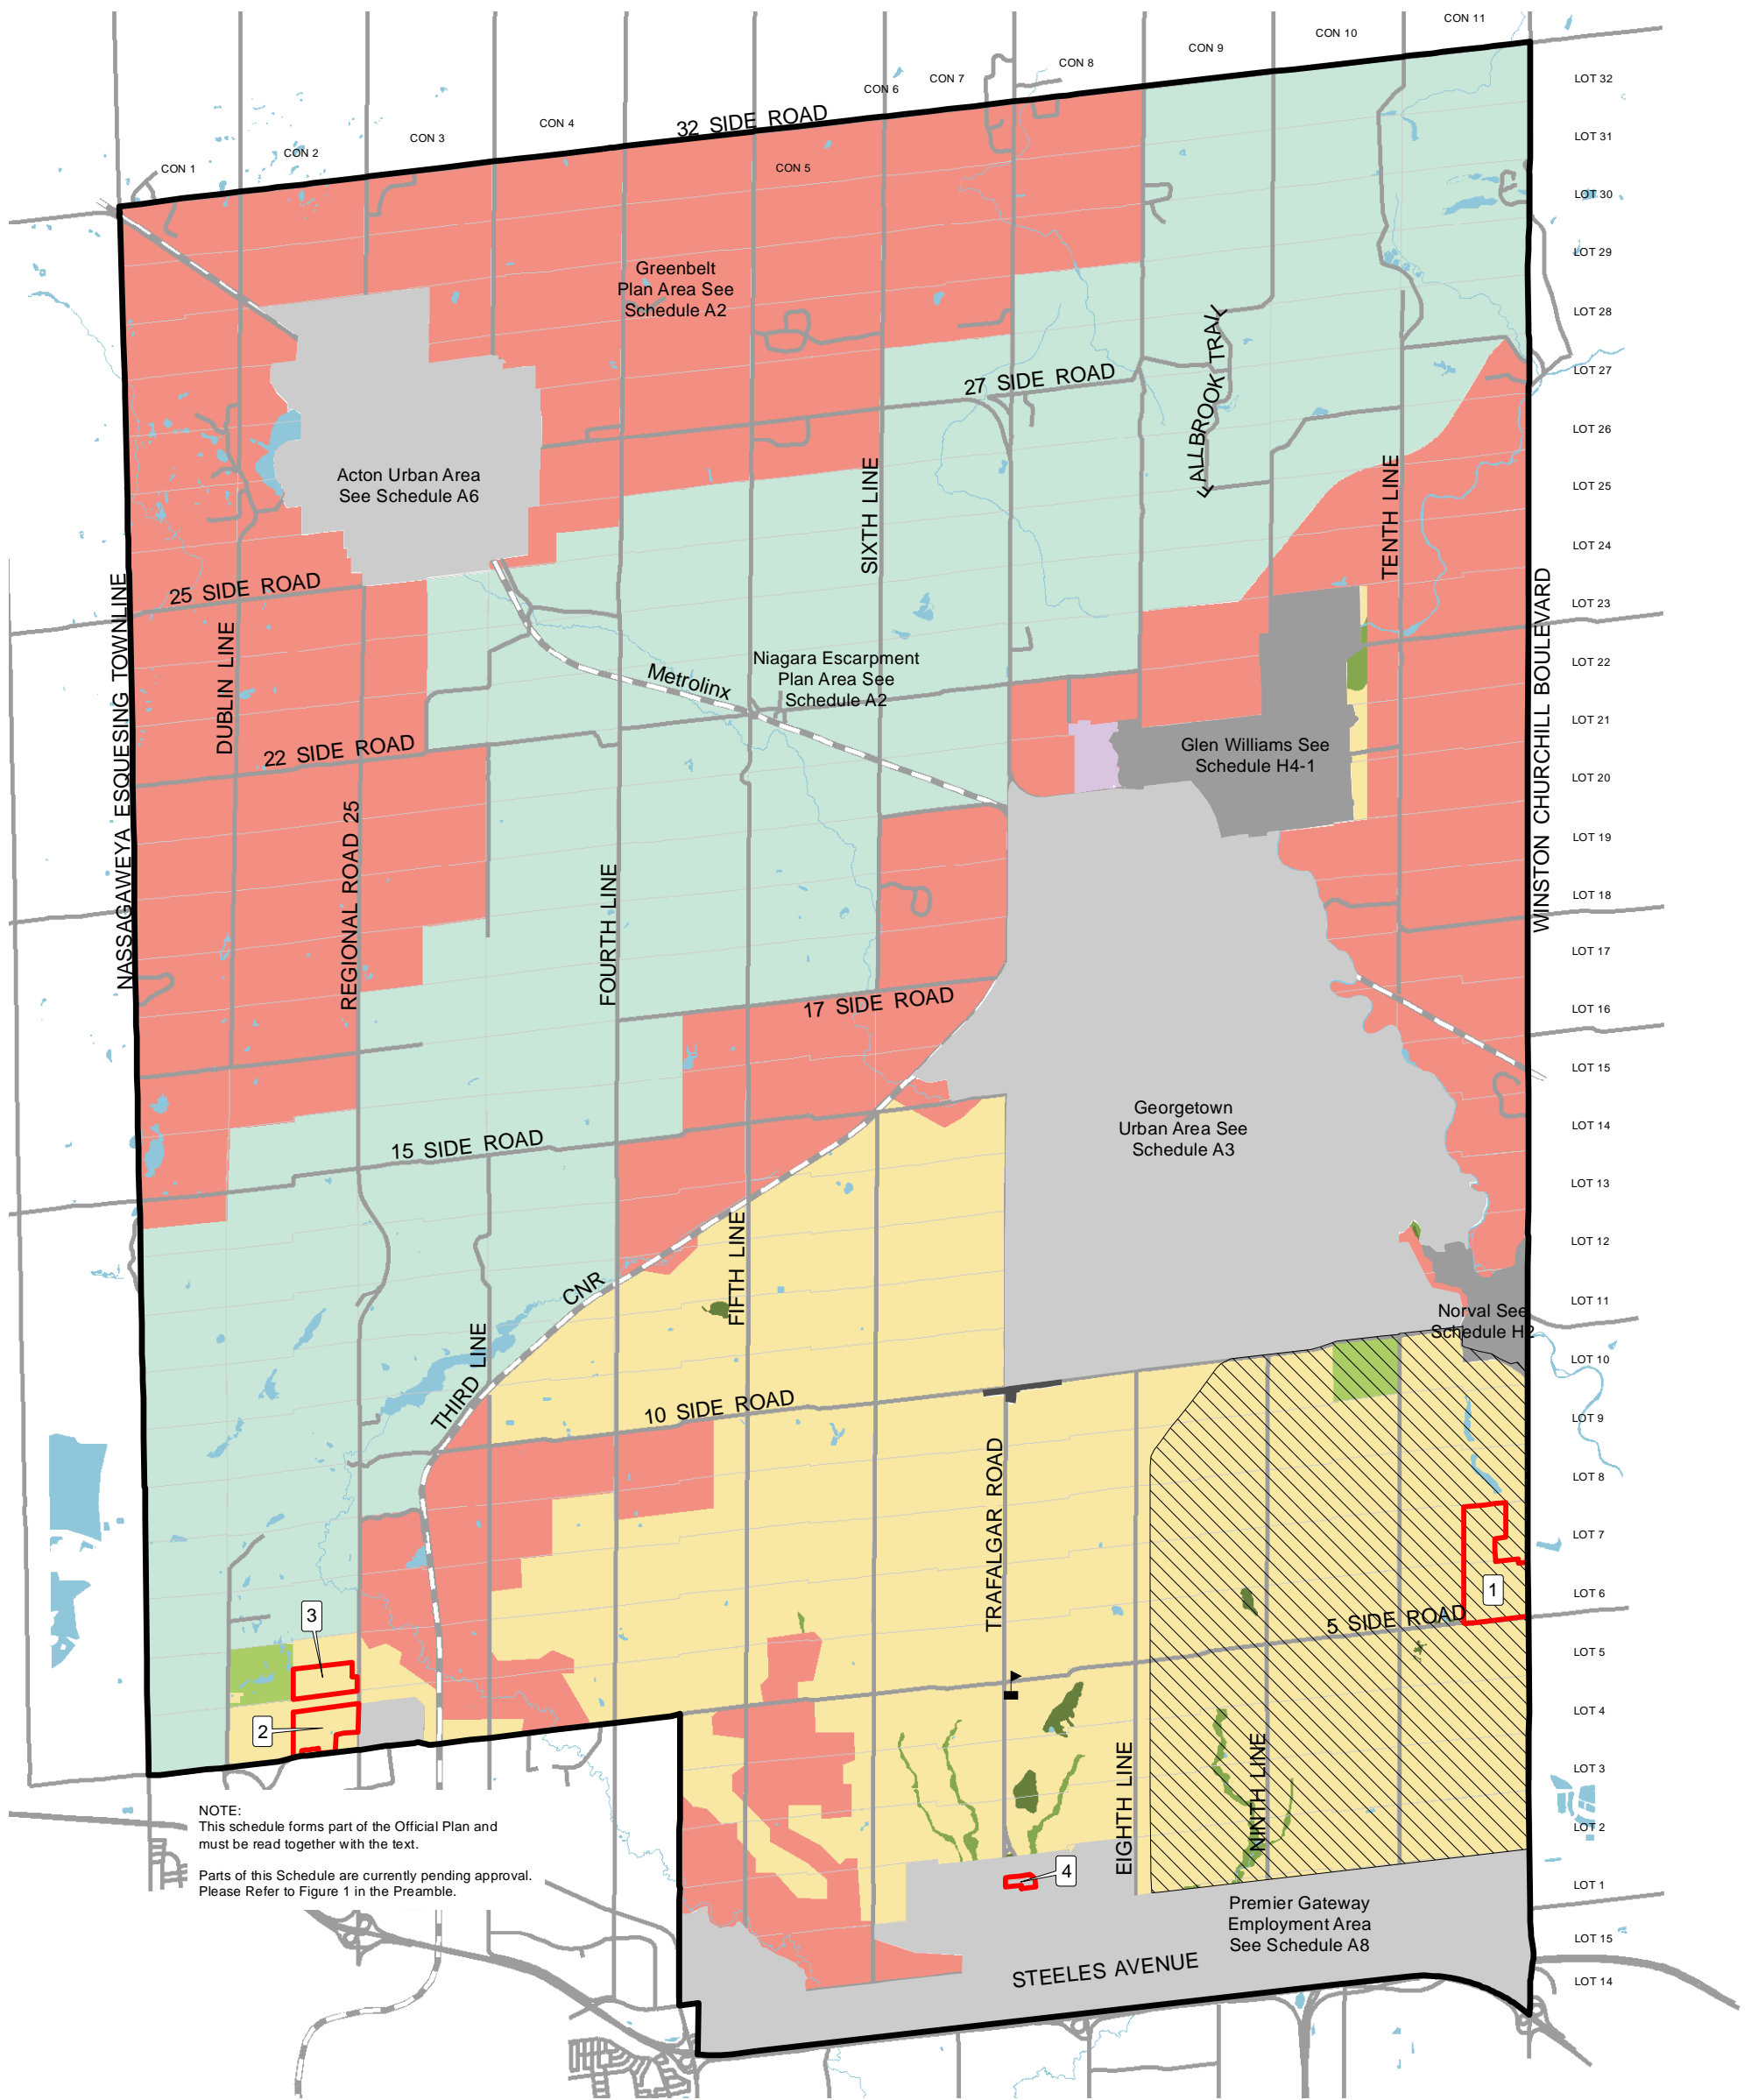 CON 11
CON 10
CON 9
CON 8
CON 7
CON 6
CON 5
CON 4
CON 3
CON 2
CON 1
32 SIDE ROAD
LOT 32
LOT 31
LOT 30
LOT 29
LOT 28
LOT 27
LOT 26
LOT 25
LOT 24
LOT 23
LOT 22
LOT 21
LOT 20
LOT 19
LOT 18
LOT 17
LOT 16
LOT 15
LOT 14
LOT 13
LOT 12
LOT 11
LOT 10
LOT 9
LOT 8
LOT 7
LOT 6
LOT 5
LOT 4
LOT 3
LOT 2
LOT 1
LOT 15
LOT 14
Greenbelt
Plan Area See
Schedule A2
27 SIDE ROAD
FALLBROOK TRAIL
Acton Urban Area
See Schedule A6
SIXTH LINE
TENTH LINE
25 SIDE ROAD
NASSAGAWEYA ESQUESING TOWNLINE
DUBLIN LINE
WINSTON CHURCHILL BOULEVARD
Niagara Escarpment
Plan Area See
Schedule A2
Metrolinx
22 SIDE ROAD
Glen Williams See
Schedule H4-1
REGIONAL ROAD 25
FOURTH LINE
17 SIDE ROAD
Georgetown
Urban Area See
Schedule A3
15 SIDE ROAD
FIFTH LINE
CNR
THIRD LINE
Norval See
Schedule H2
10 SIDE ROAD
TRAFALGAR ROAD
1
5 SIDE ROAD
3
2
EIGHTH LINE
NINTH LINE
4
NOTE:
This schedule forms part of the Official Plan and
must be read together with the text.
Parts of this Schedule are currently pending approval.
Please Refer to Figure 1 in the Preamble.
Premier Gateway
Employment Area
See Schedule A8
STEELES AVENUE